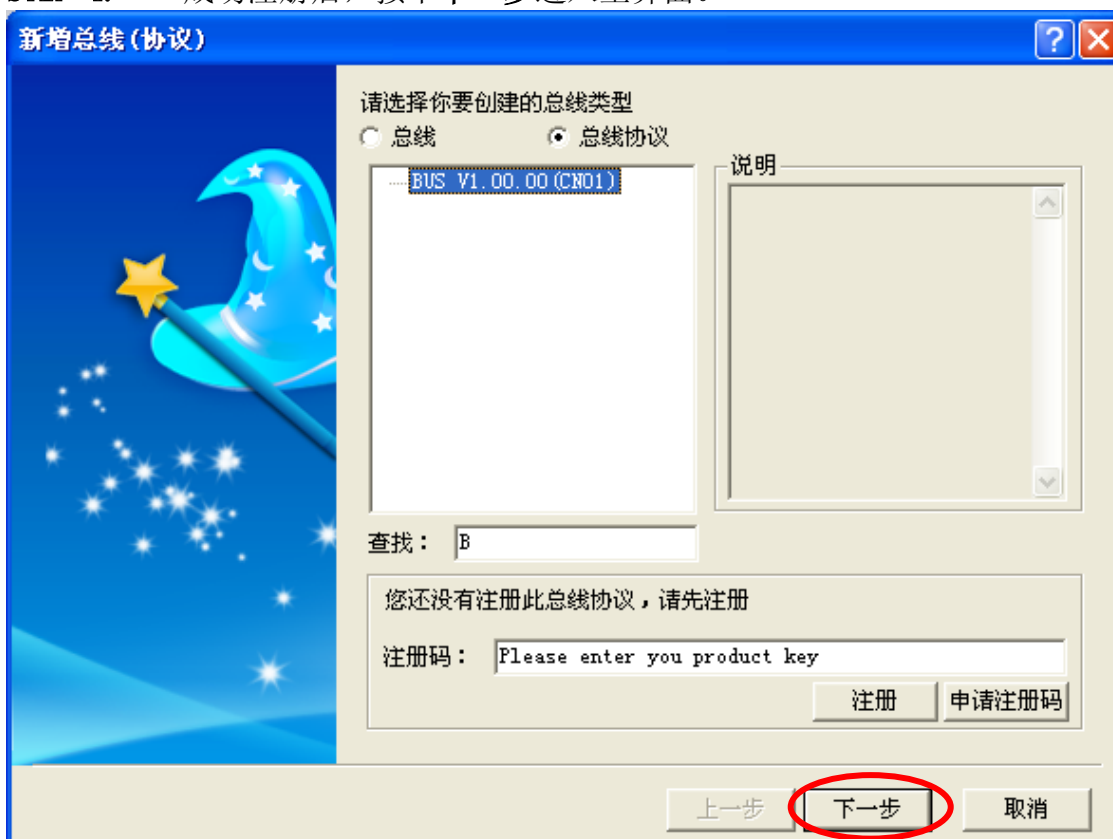 新增总线(协议)
请选择你要创建的总线类型
总线 总线协议
BUS V1.00.00(CN01)
说明
查找： B
您还没有注册此总线协议，请先注册
注册码： Please enter you product key
注册 申请注册码
上一步 下一步 取消